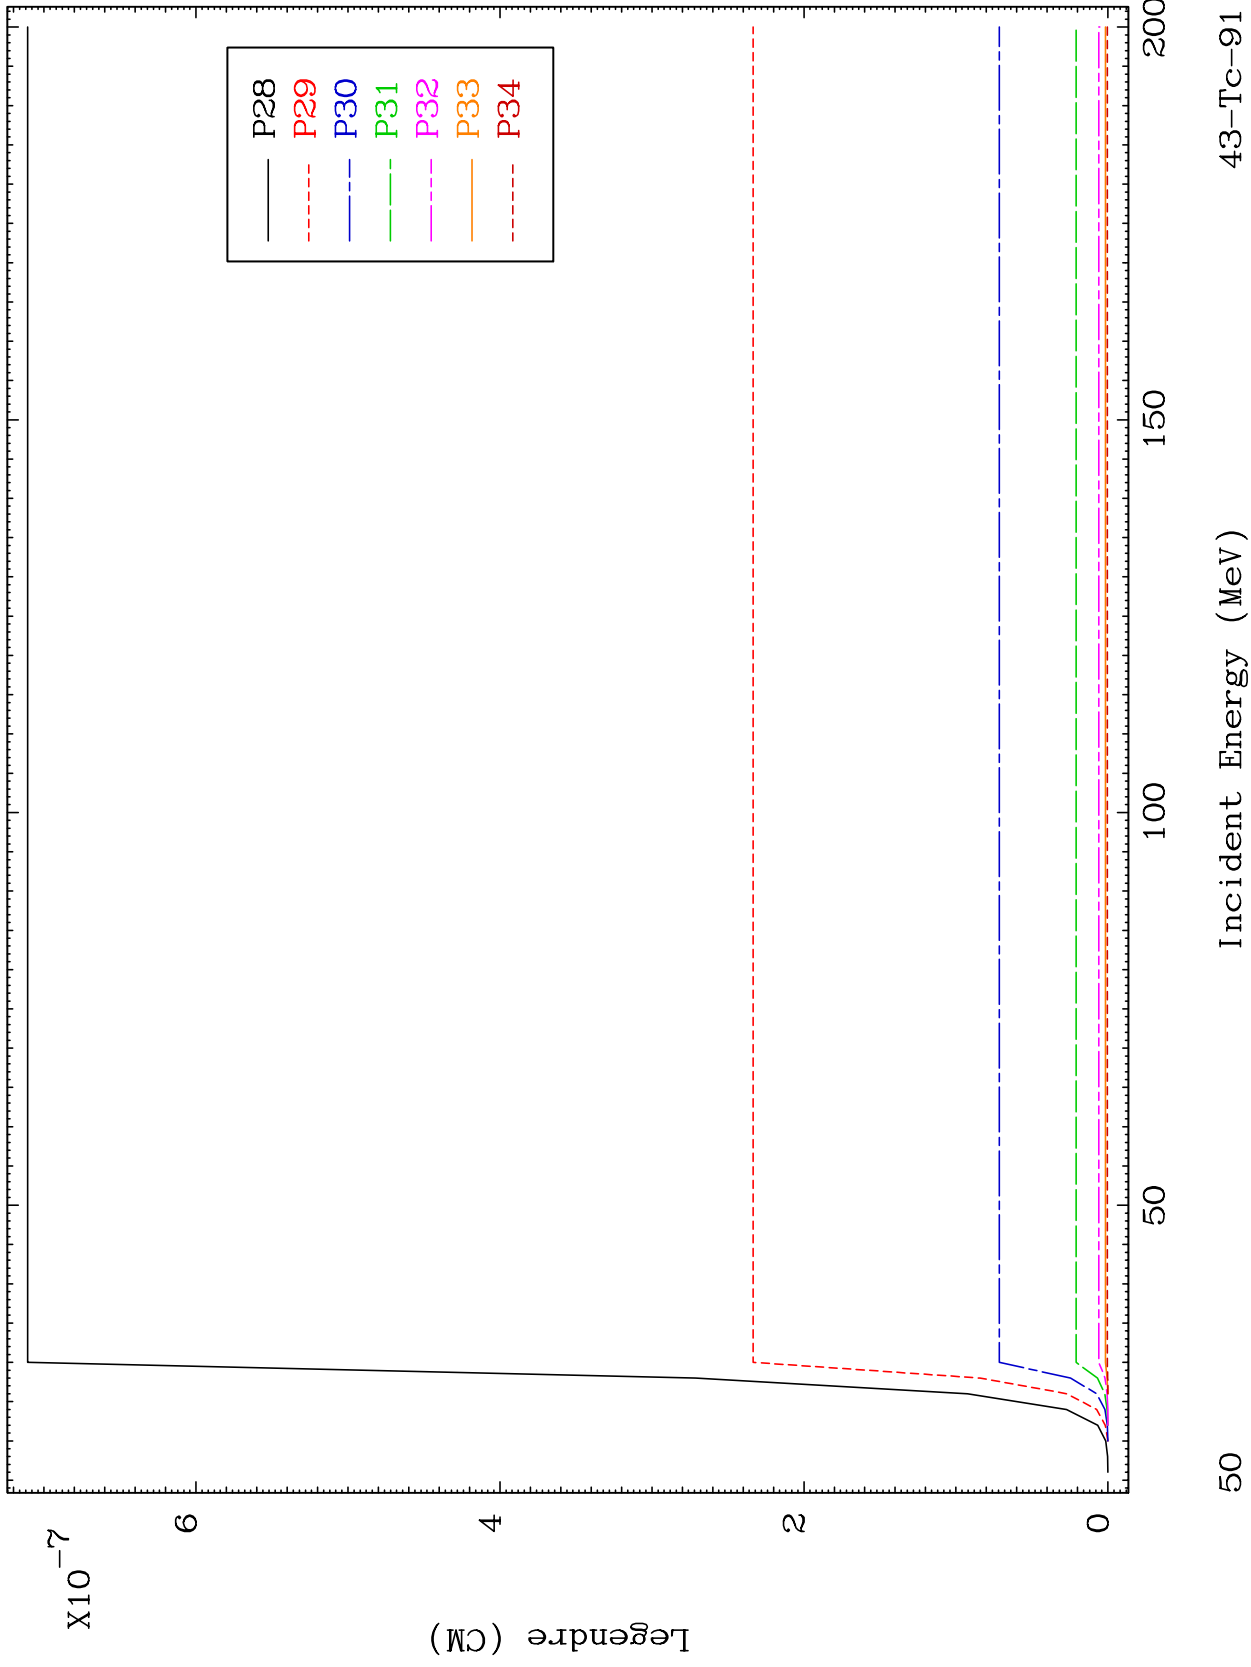 X10-7
6
4
2
0
Legendre (CM)
P28
P29
P30
P31
P32
P33
P34
50
100
150
200
50
Incident Energy (MeV)
43-Tc-91